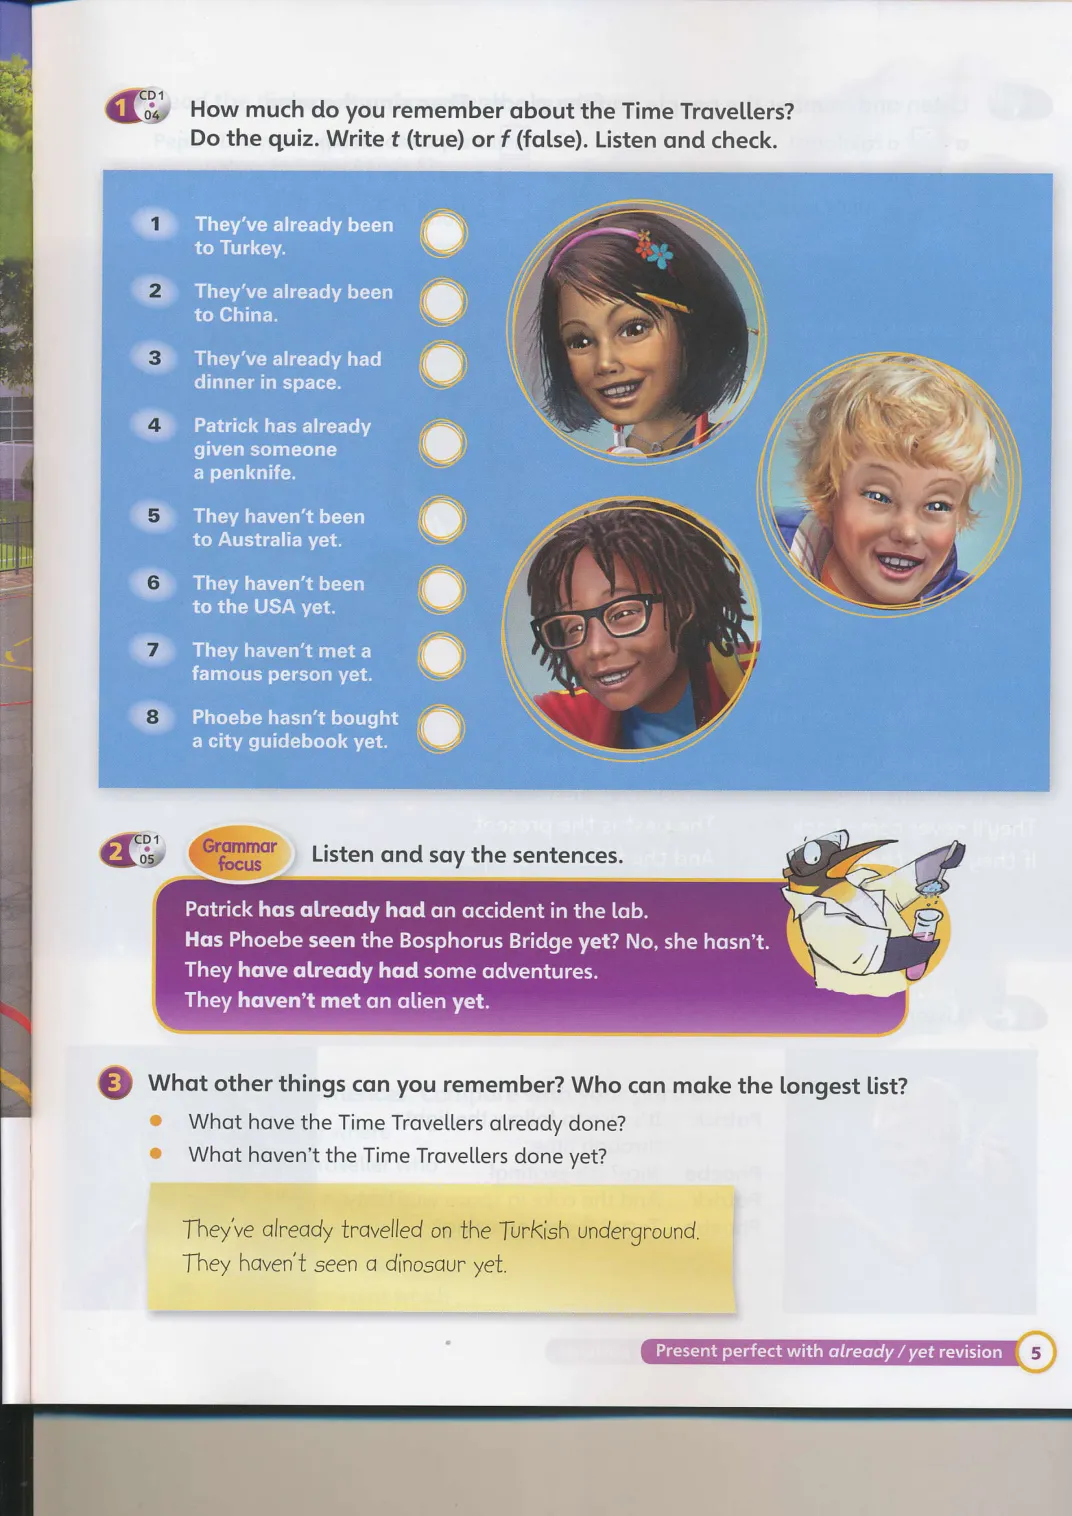 1 CD1 04 How much do you remember about the Time Travellers?
Do the quiz. Write t (true) or f (false). Listen and check.
1 They've already been
to Turkey.
2 They've already been
to China.
3 They've already had
dinner in space.
4 Patrick has already
given someone
a penknife.
5 They haven't been
to Australia yet.
6 They haven't been
to the USA yet.
7 They haven't met a
famous person yet.
8 Phoebe hasn't bought
a city guidebook yet.
2 CD1 05 Grammar focus Listen and say the sentences.
Patrick has already had an accident in the lab.
Has Phoebe seen the Bosphorus Bridge yet? No, she hasn't.
They have already had some adventures.
They haven't met an alien yet.
3 What other things can you remember? Who can make the longest list?
• What have the Time Travellers already done?
• What haven't the Time Travellers done yet?
They've already travelled on the Turkish underground.
They haven't seen a dinosaur yet.
Present perfect with already / yet revision 5